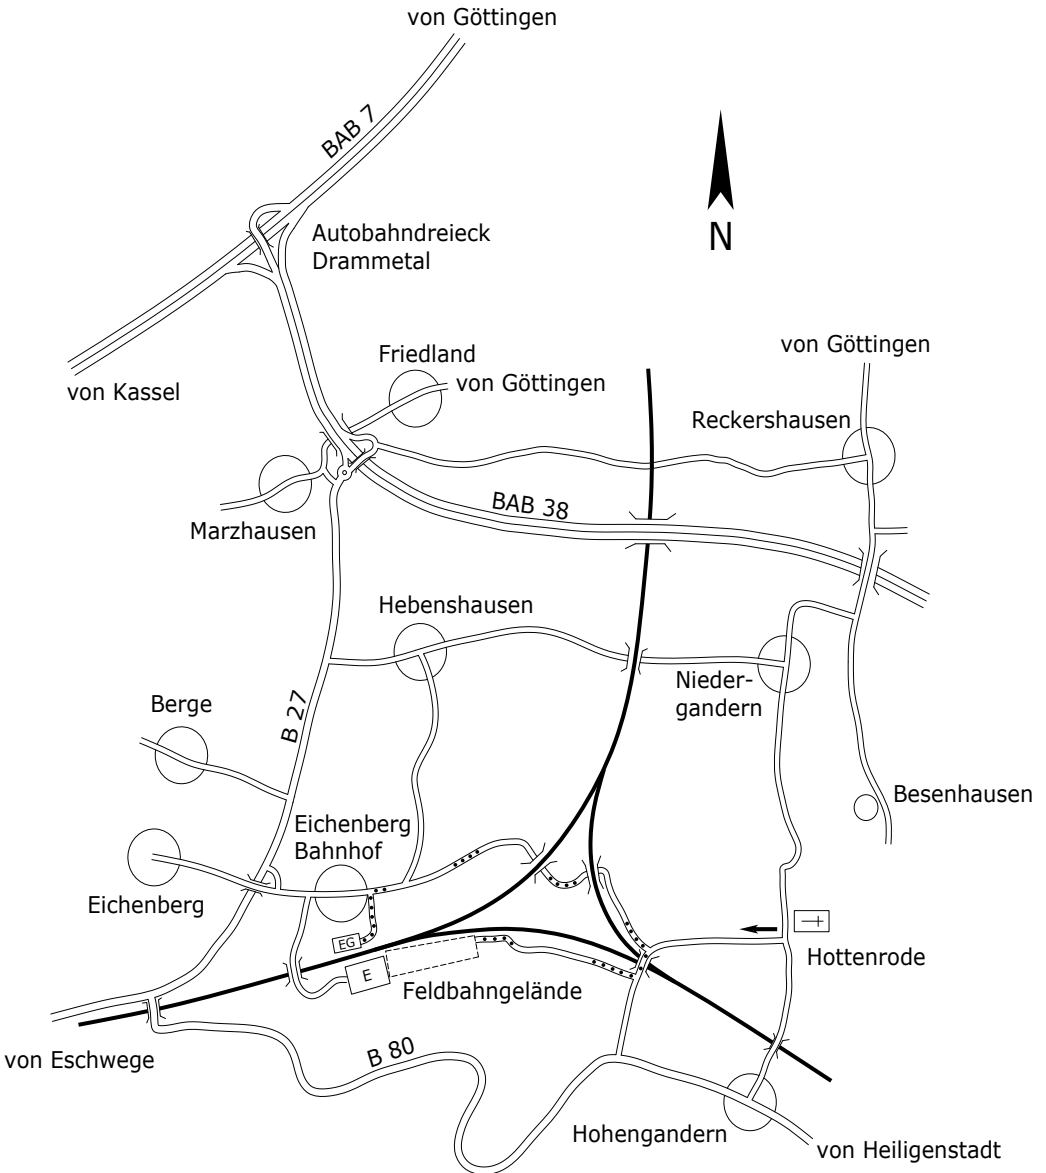 von Göttingen
BAB 7
Autobahndreieck
Drammetal
N
von Göttingen
Friedland
von Göttingen
von Kassel
Reckershausen
BAB 38
Marzhausen
Hebenshausen
Nieder-
gandern
B 27
Berge
Besenhausen
Eichenberg
Bahnhof
Eichenberg
EG
Hottenrode
E
Feldbahngelände
von Eschwege
B 80
Hohengandern
von Heiligenstadt